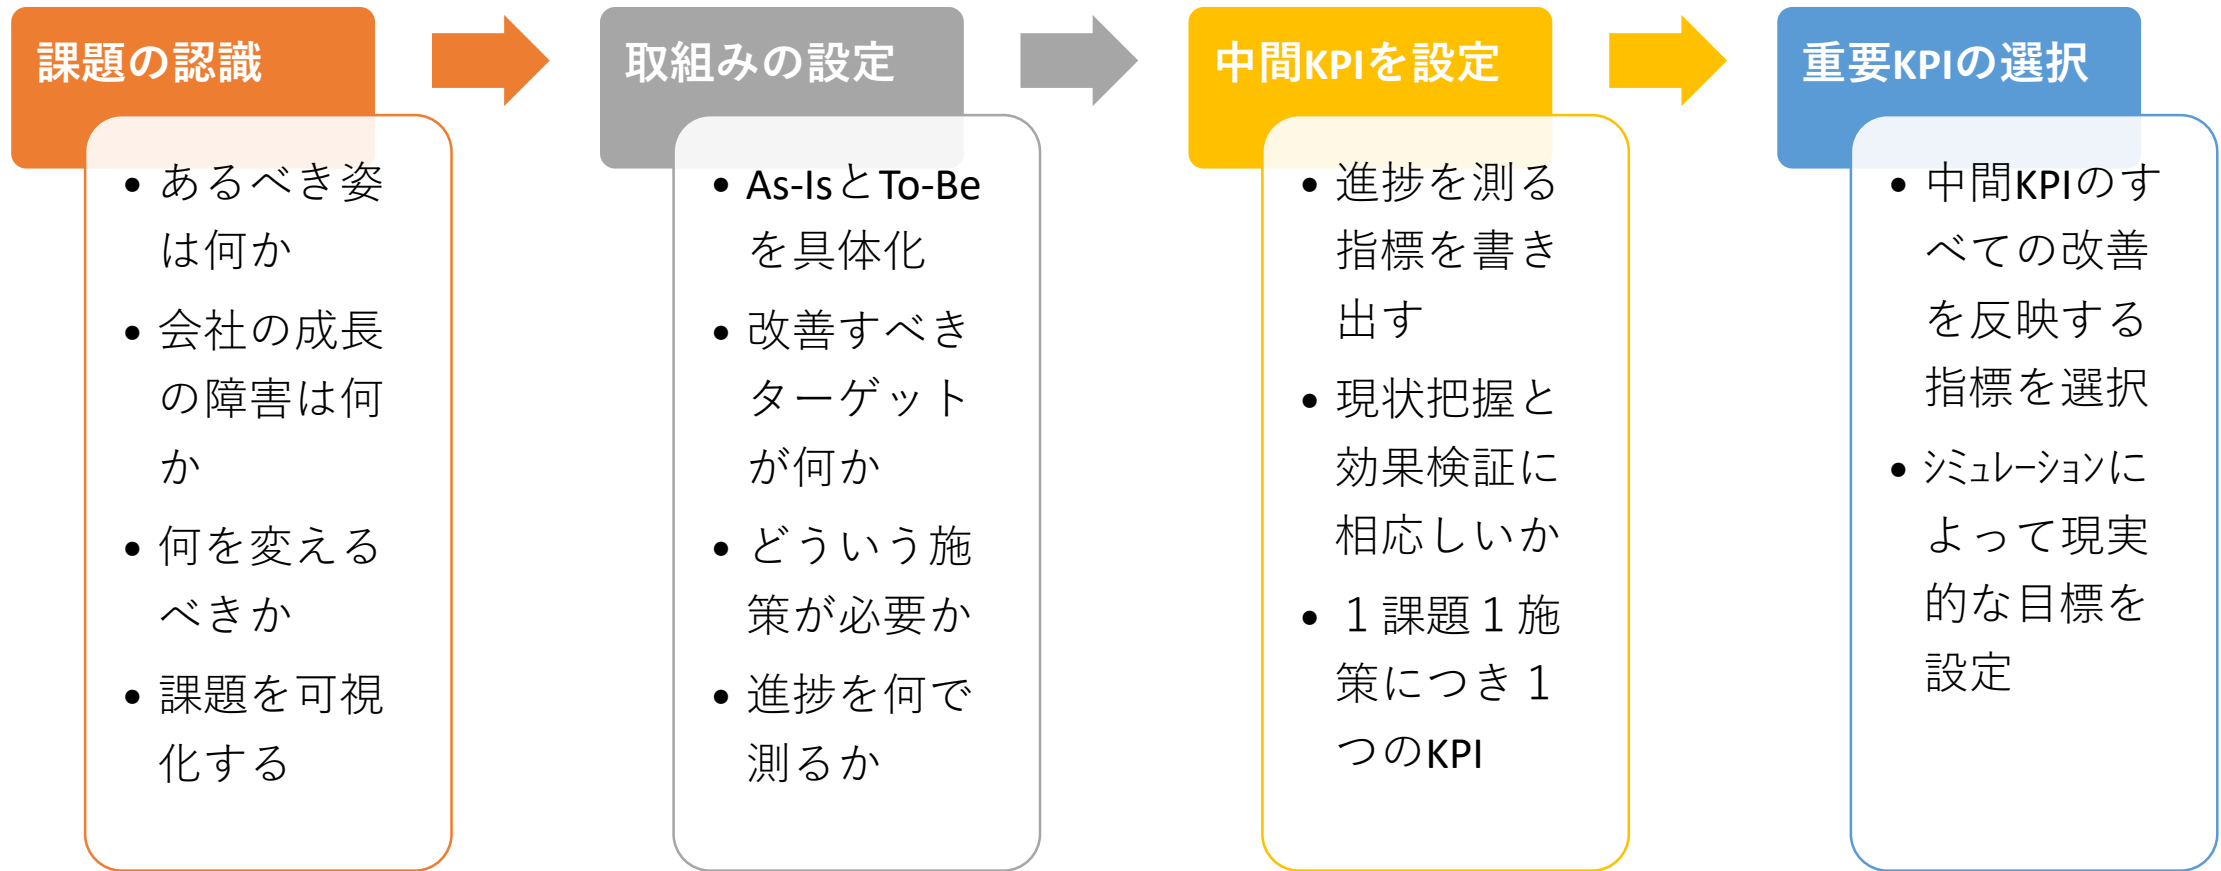 課題の認識
• あるべき姿
は何か
• 会社の成長
の障害は何
か
• 何を変える
べきか
• 課題を可視
化する
取組みの設定
• As-IsとTo-Be
を具体化
• 改善すべき
ターゲット
が何か
• どういう施
策が必要か
• 進捗を何で
測るか
中間KPIを設定
• 進捗を測る
指標を書き
出す
• 現状把握と
効果検証に
相応しいか
• １課題１施
策につき１
つのKPI
重要KPIの選択
• 中間KPIのす
べての改善
を反映する
指標を選択
• ｼﾐｭﾚｰｼｮﾝに
よって現実
的な目標を
設定